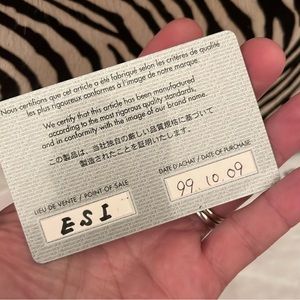 Nous certifions que cet article a été fabriqué selon les critères de qualité
les plus rigoureux conformes à l'image de notre marque.
We certify that this article has been manufactured
according to the most rigorous quality standards,
and in conformity with the image of our brand name.
この製品は、当社独自の厳しい品質規格に基づいて
製造されたことを証明いたします。
LIEU DE VENTE / POINT OF SALE
ESI
DATE D'ACHAT / DATE OF PURCHASE
99.10.09